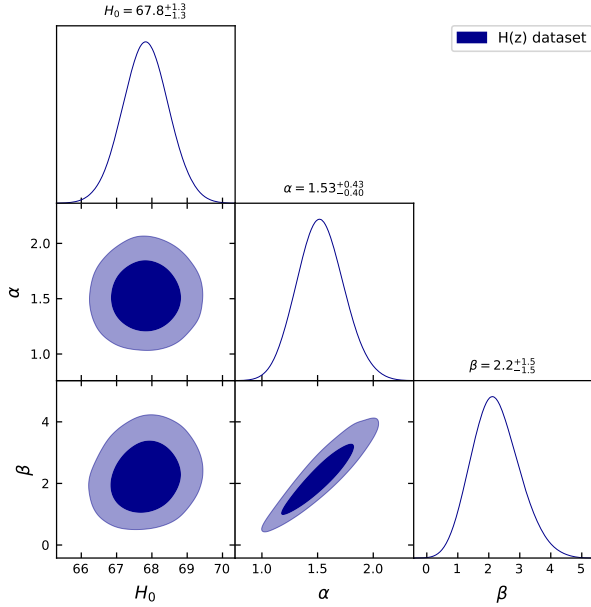 H₀ = 67.8⁺¹·³₋₁.₃
H(z) dataset
α = 1.53⁺⁰·⁴³₋₀.₄₀
2.0
1.5
1.0
α
β = 2.2⁺¹·⁵₋₁.₅
4
2
0
β
66 67 68 69 70
1.0 1.5 2.0
0 1 2 3 4 5
H₀
α
β